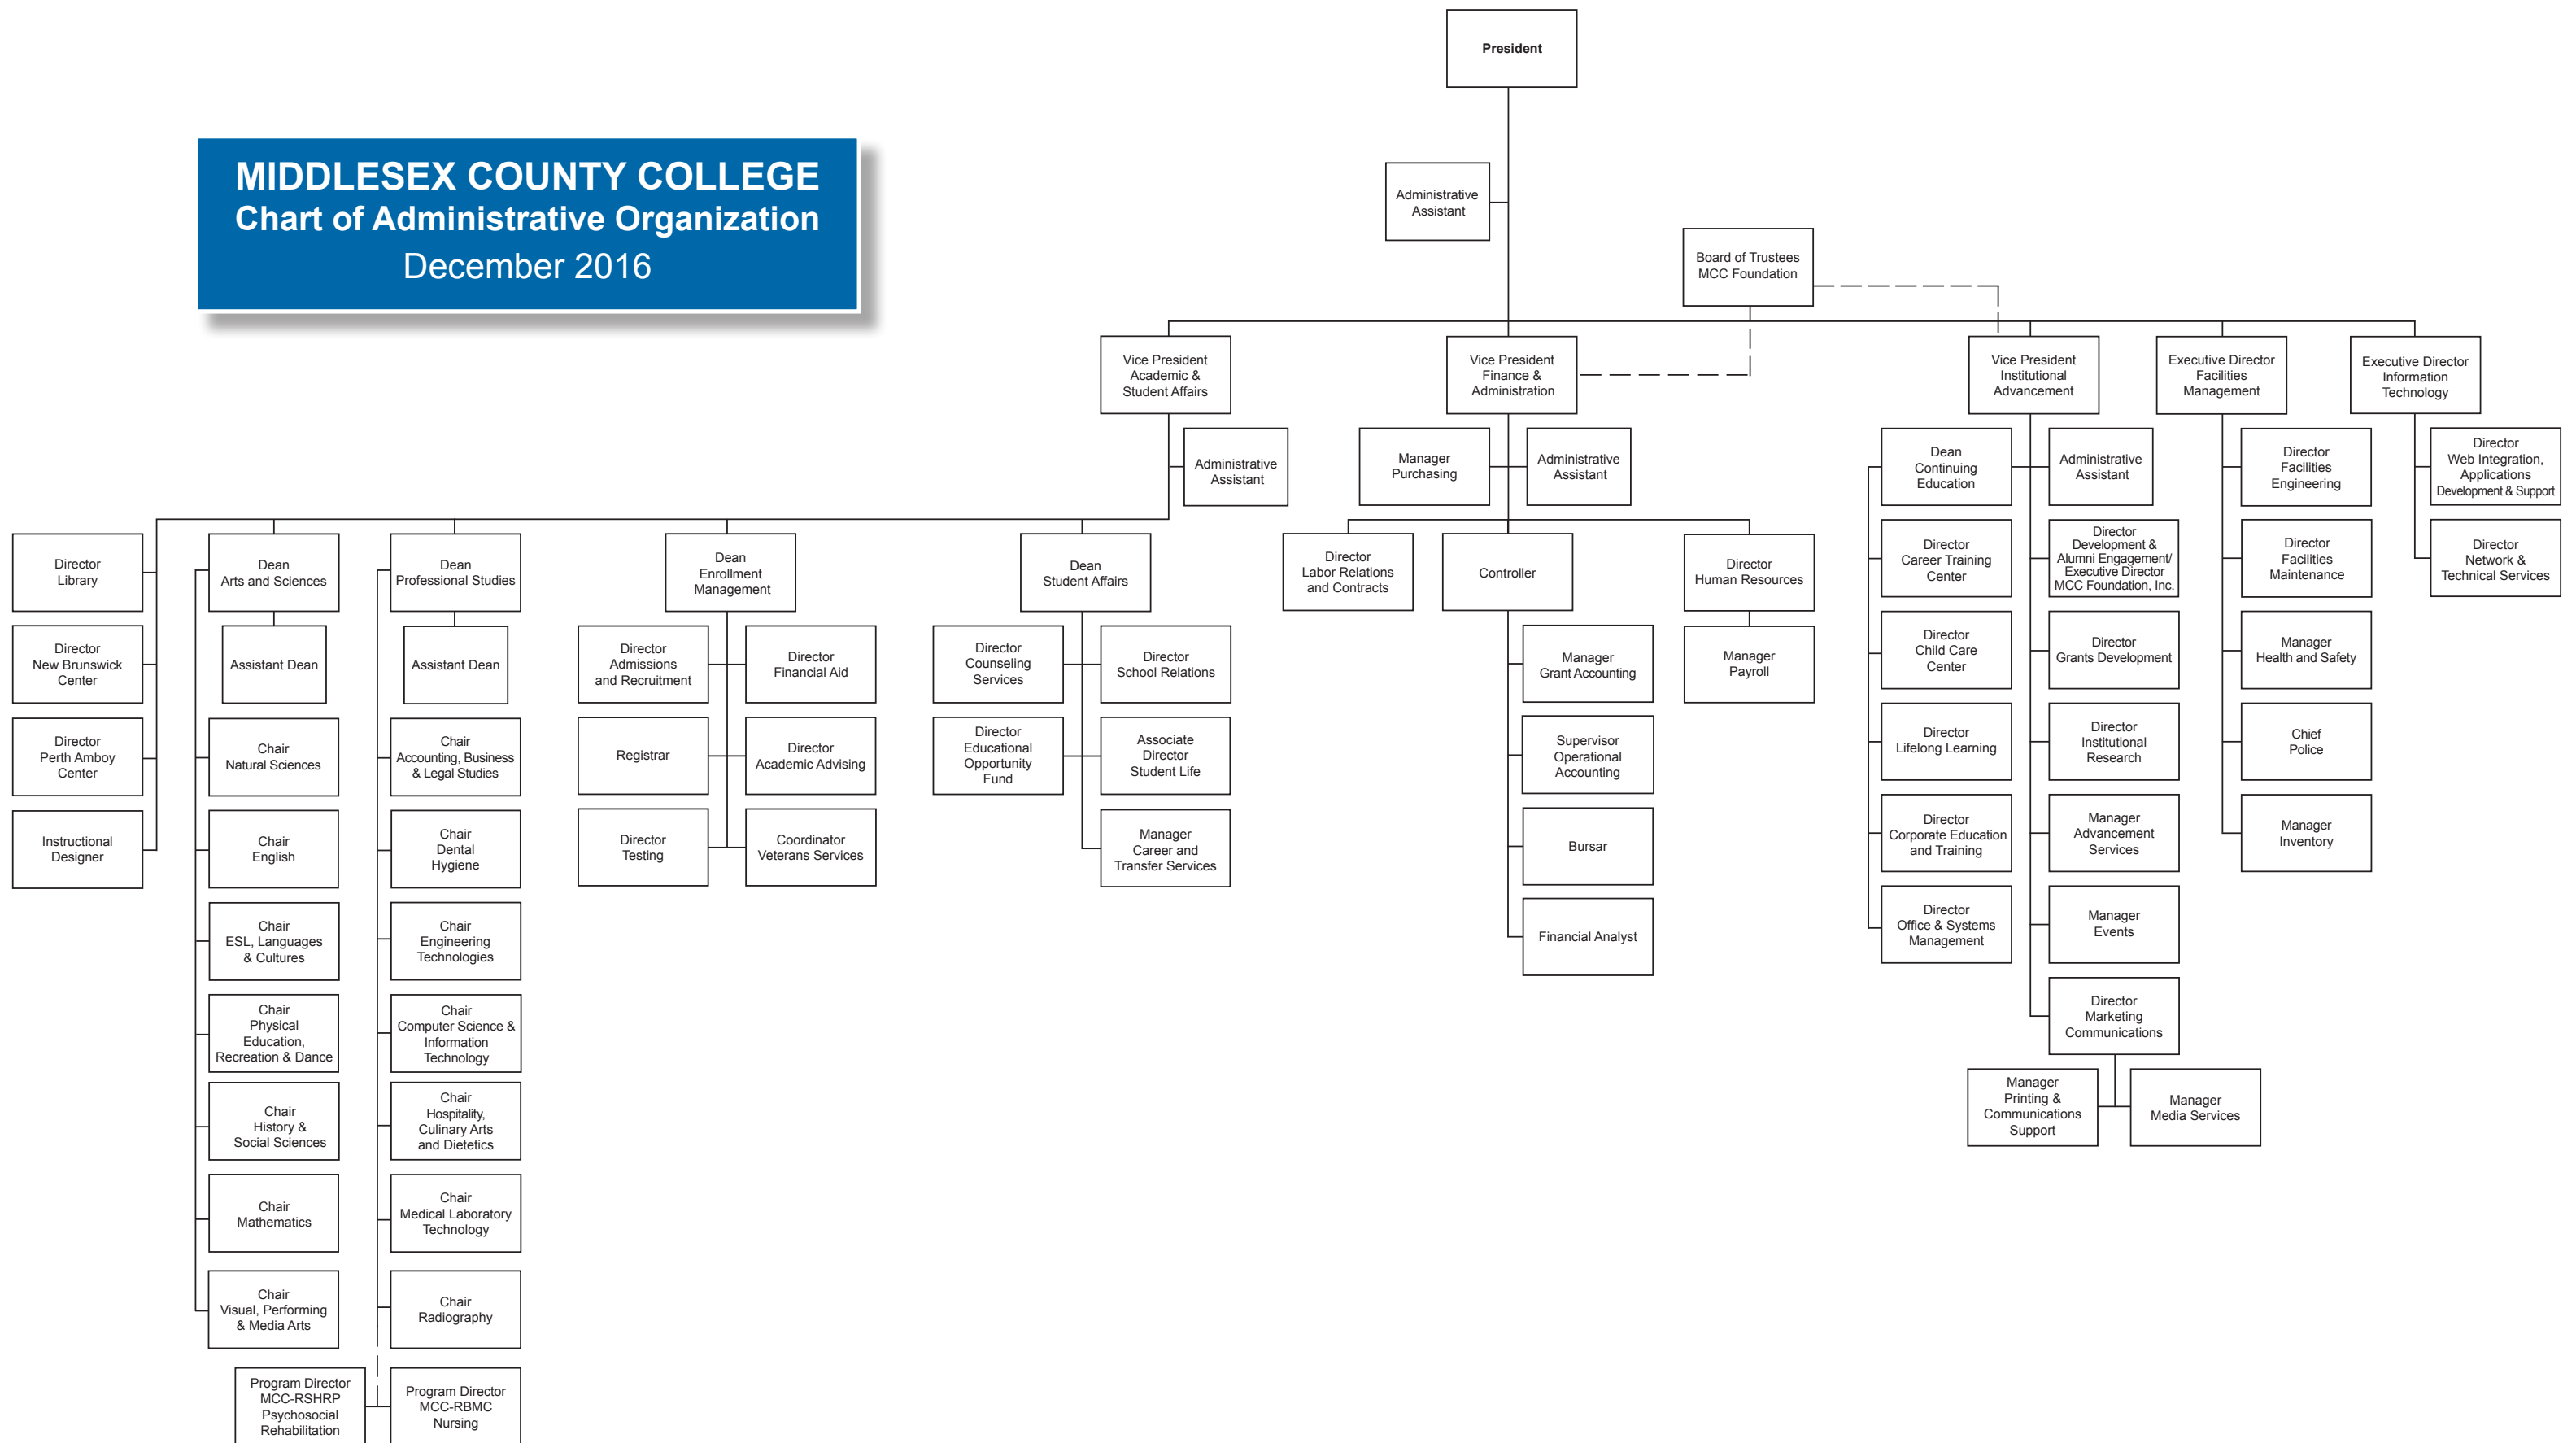 President
MIDDLESEX COUNTY COLLEGE
Chart of Administrative Organization
December 2016
Administrative
Assistant
Board of Trustees
MCC Foundation
Vice President
Academic &
Student Affairs
Vice President
Finance &
Administration
Vice President
Institutional
Advancement
Executive Director
Facilities
Management
Executive Director
Information
Technology
Administrative
Assistant
Manager
Purchasing
Administrative
Assistant
Dean
Continuing
Education
Administrative
Assistant
Director
Facilities
Engineering
Director
Web Integration,
Applications
Development & Support
Director
Library
Dean
Arts and Sciences
Dean
Professional Studies
Dean
Enrollment
Management
Dean
Student Affairs
Director
Labor Relations
and Contracts
Controller
Director
Human Resources
Director
Career Training
Center
Director
Development &
Alumni Engagement/
Executive Director
MCC Foundation, Inc.
Director
Facilities
Maintenance
Director
Network &
Technical Services
Director
New Brunswick
Center
Assistant Dean
Assistant Dean
Director
Admissions
and Recruitment
Director
Financial Aid
Director
Counseling
Services
Director
School Relations
Manager
Grant Accounting
Manager
Payroll
Director
Child Care
Center
Director
Grants Development
Manager
Health and Safety
Director
Perth Amboy
Center
Chair
Natural Sciences
Chair
Accounting, Business
& Legal Studies
Registrar
Director
Academic Advising
Director
Educational
Opportunity
Fund
Associate
Director
Student Life
Supervisor
Operational
Accounting
Director
Lifelong Learning
Director
Institutional
Research
Chief
Police
Instructional
Designer
Chair
English
Chair
Dental
Hygiene
Director
Testing
Coordinator
Veterans Services
Manager
Career and
Transfer Services
Bursar
Director
Corporate Education
and Training
Manager
Advancement
Services
Manager
Inventory
Chair
ESL, Languages
& Cultures
Chair
Engineering
Technologies
Financial Analyst
Director
Office & Systems
Management
Manager
Events
Chair
Physical
Education,
Recreation & Dance
Chair
Computer Science &
Information
Technology
Director
Marketing
Communications
Chair
History &
Social Sciences
Chair
Hospitality,
Culinary Arts
and Dietetics
Manager
Printing &
Communications
Support
Manager
Media Services
Chair
Mathematics
Chair
Medical Laboratory
Technology
Chair
Visual, Performing
& Media Arts
Chair
Radiography
Program Director
MCC-RSHRP
Psychosocial
Rehabilitation
Program Director
MCC-RBMC
Nursing